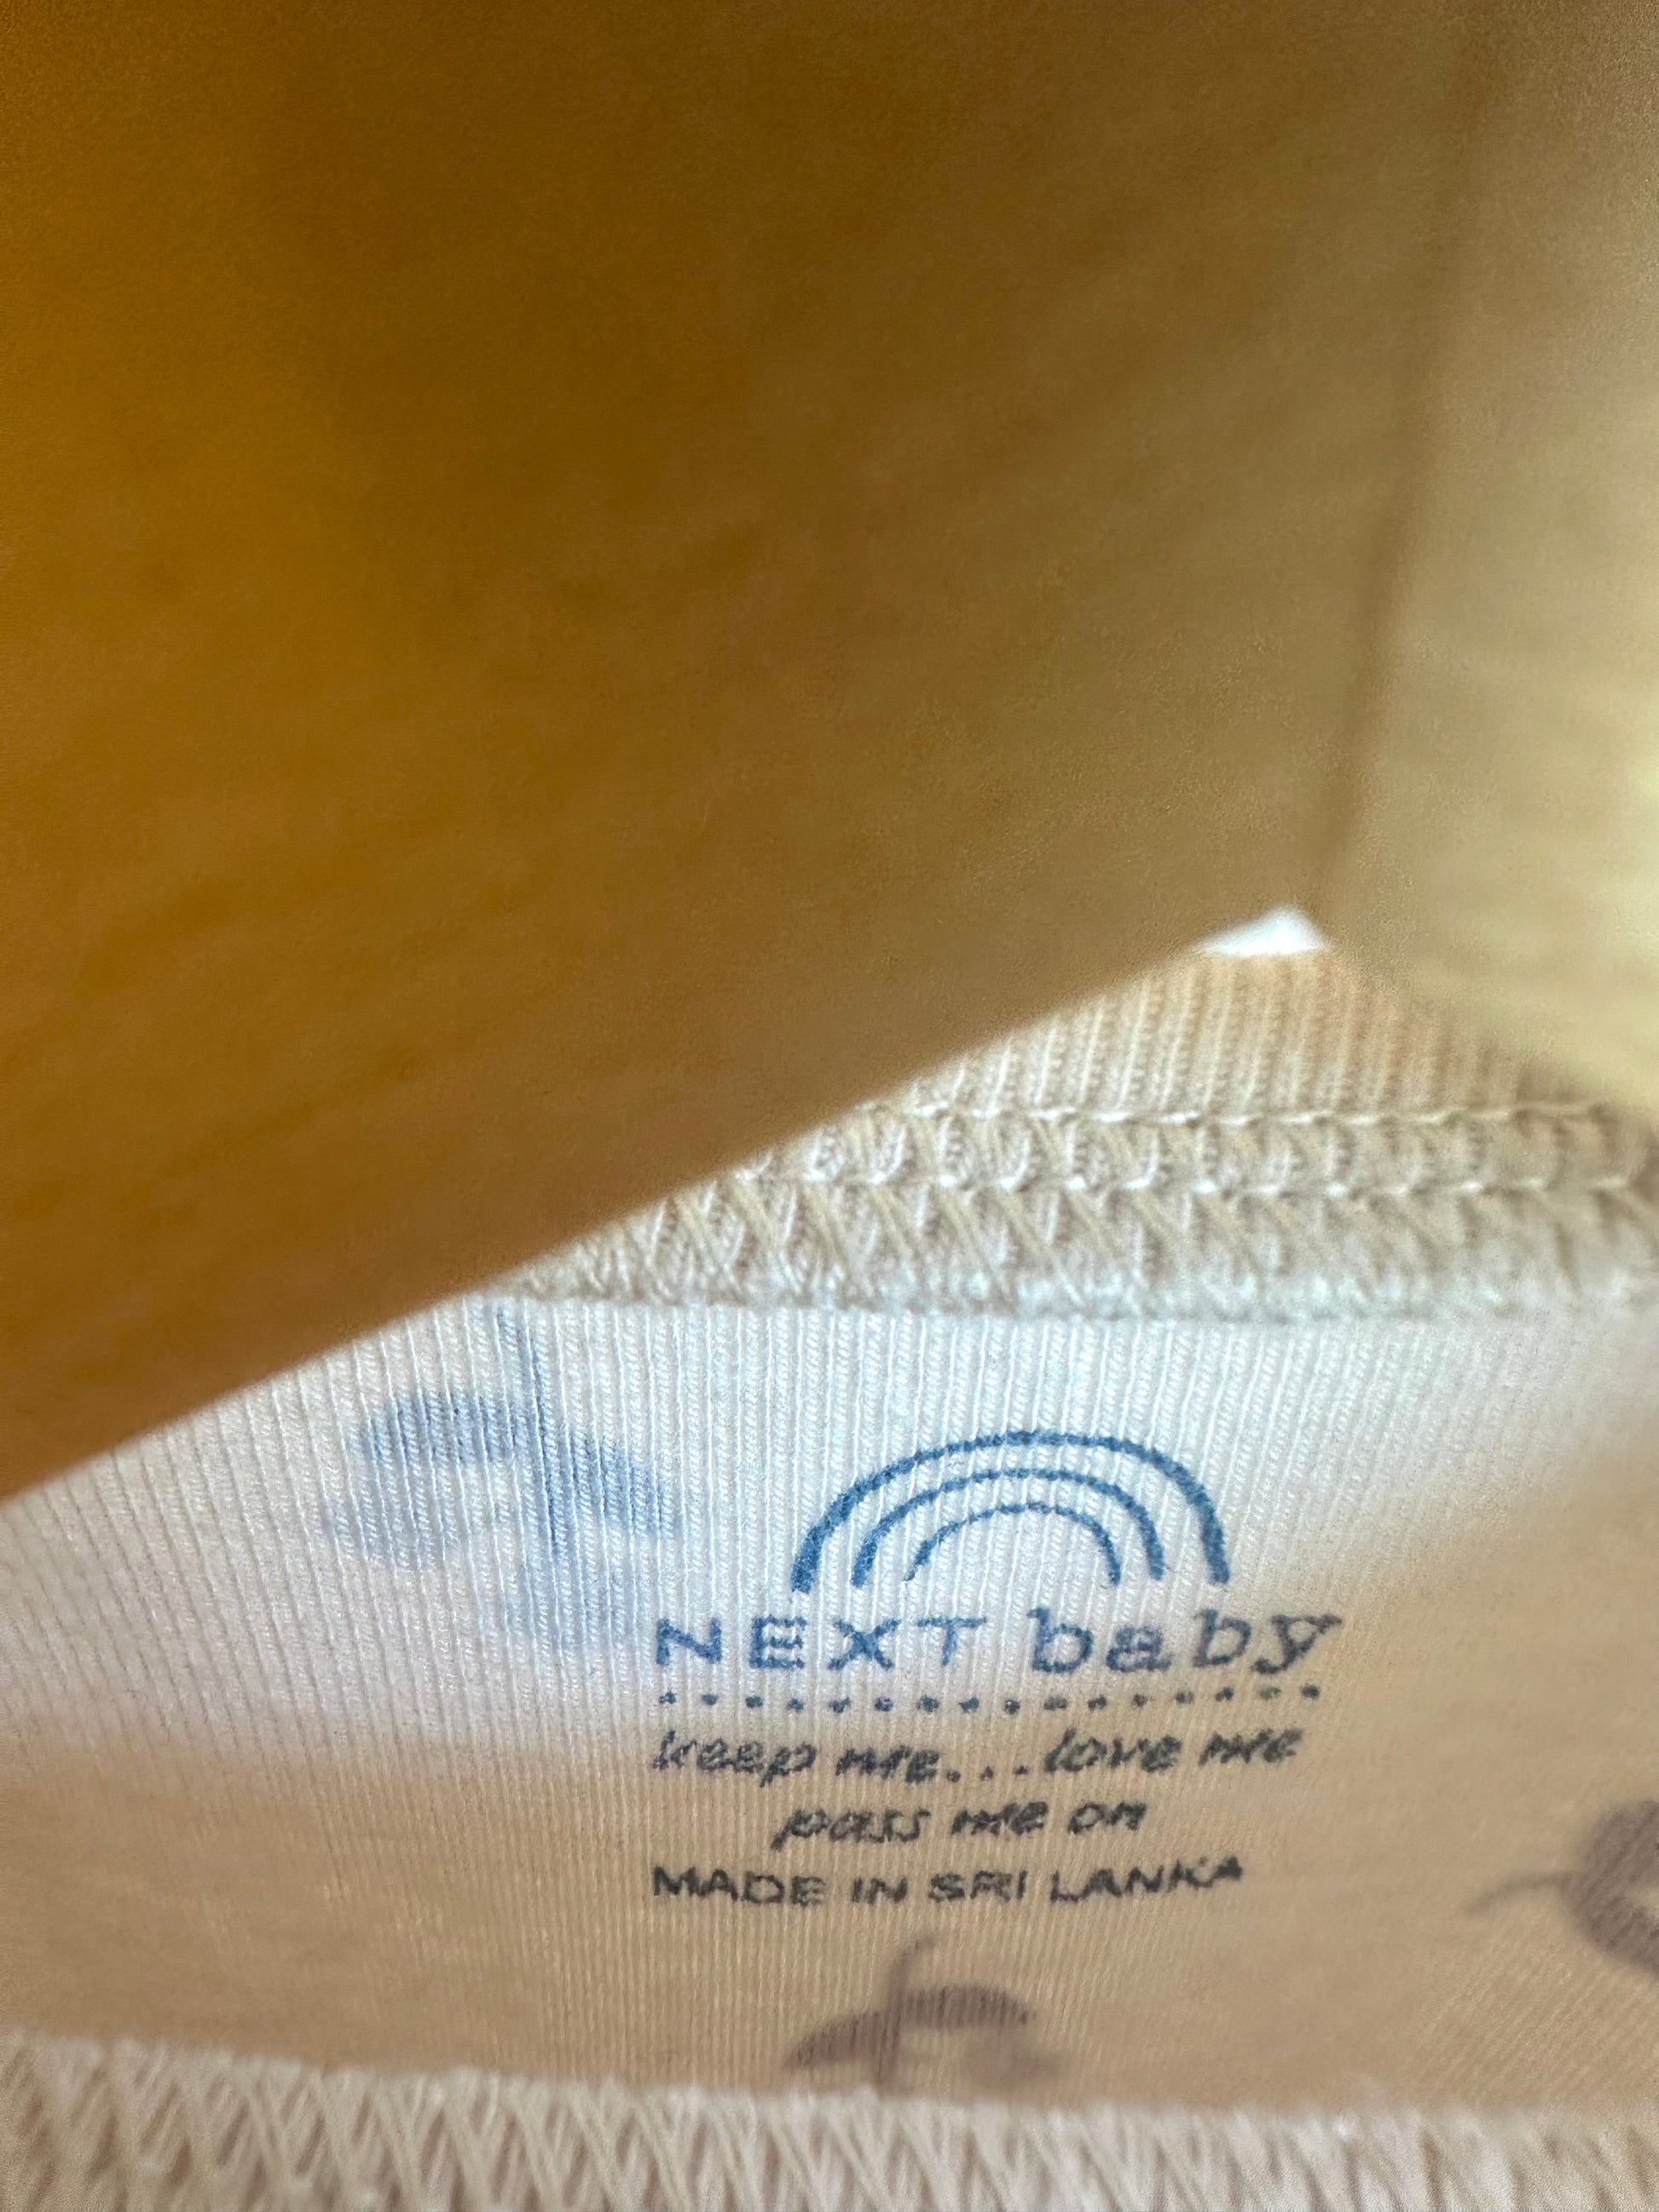 NEXT baby
keep me...love me
pass me on
MADE IN SRI LANKA